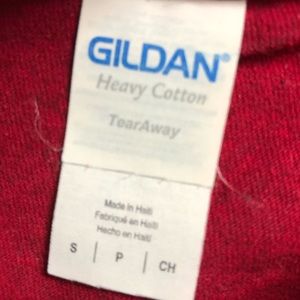 GILDAN®
Heavy Cotton
TearAway
Made in Haiti
Fabriqué en Haïti
Hecho en Haití
S | P | CH